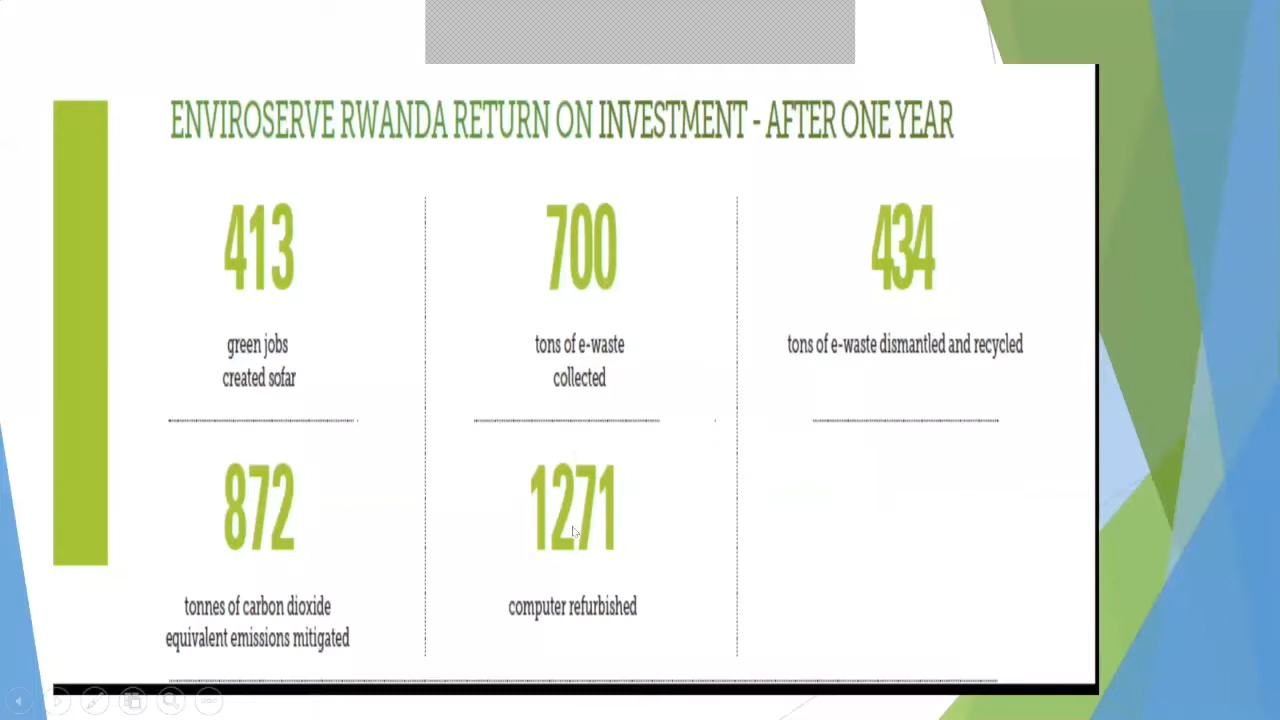 ENVIROSERVE RWANDA RETURN ON INVESTMENT - AFTER ONE YEAR
413
green jobs
created sofar
700
tons of e-waste
collected
434
tons of e-waste dismantled and recycled
872
tonnes of carbon dioxide
equivalent emissions mitigated
1271
computer refurbished